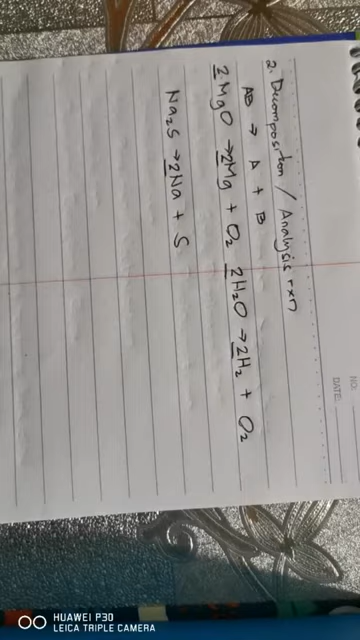 NO.
DATE:
2. Decomposition / Analysis rxn
AB → A + B
2MgO → 2Mg + O₂ 2H₂O → 2H₂ + O₂
Na₂S → 2Na + S
HUAWEI P30
LEICA TRIPLE CAMERA